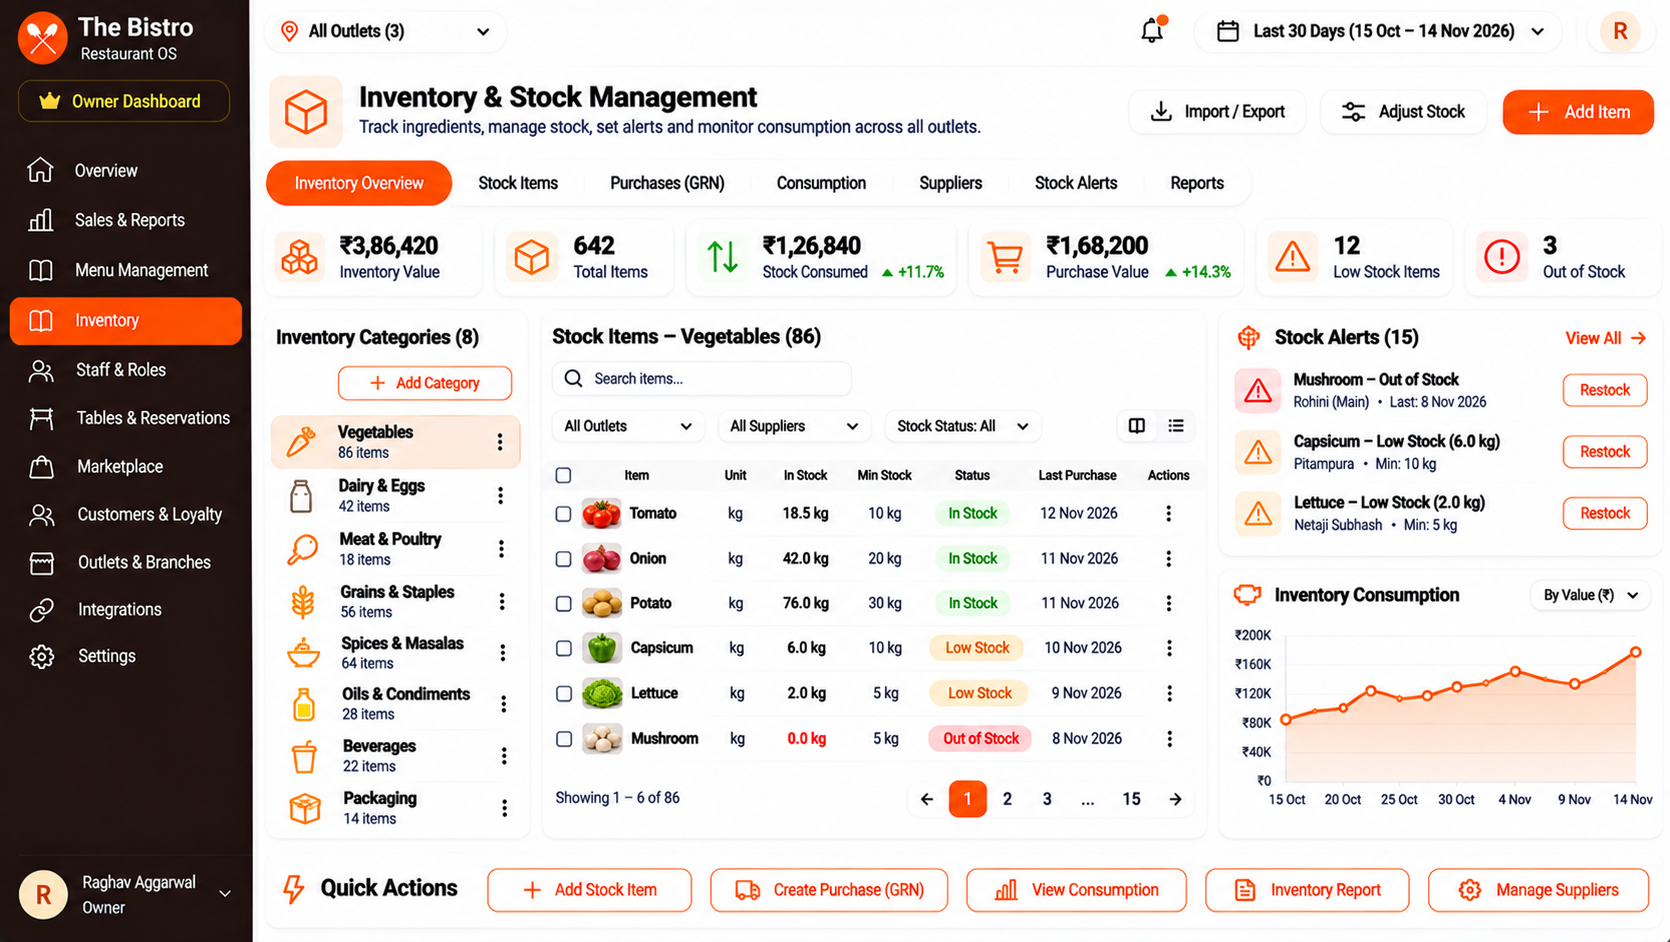 The Bistro
Restaurant OS
Owner Dashboard
Overview
Sales & Reports
Menu Management
Inventory
Staff & Roles
Tables & Reservations
Marketplace
Customers & Loyalty
Outlets & Branches
Integrations
Settings
R
Raghav Aggarwal
Owner
All Outlets (3)
Last 30 Days (15 Oct – 14 Nov 2026)
R
Inventory & Stock Management
Track ingredients, manage stock, set alerts and monitor consumption across all outlets.
Import / Export
Adjust Stock
Add Item
Inventory Overview
Stock Items
Purchases (GRN)
Consumption
Suppliers
Stock Alerts
Reports
₹3,86,420
Inventory Value
642
Total Items
₹1,26,840
Stock Consumed +11.7%
₹1,68,200
Purchase Value +14.3%
12
Low Stock Items
3
Out of Stock
Inventory Categories (8)
Add Category
Vegetables
86 items
Dairy & Eggs
42 items
Meat & Poultry
18 items
Grains & Staples
56 items
Spices & Masalas
64 items
Oils & Condiments
28 items
Beverages
22 items
Packaging
14 items
Stock Items – Vegetables (86)
Search items...
All Outlets All Suppliers Stock Status: All
Item Unit In Stock Min Stock Status Last Purchase Actions
Tomato kg 18.5 kg 10 kg In Stock 12 Nov 2026
Onion kg 42.0 kg 20 kg In Stock 11 Nov 2026
Potato kg 76.0 kg 30 kg In Stock 11 Nov 2026
Capsicum kg 6.0 kg 10 kg Low Stock 10 Nov 2026
Lettuce kg 2.0 kg 5 kg Low Stock 9 Nov 2026
Mushroom kg 0.0 kg 5 kg Out of Stock 8 Nov 2026
Showing 1 – 6 of 86
1 2 3 ... 15
Stock Alerts (15)
View All
Mushroom – Out of Stock
Rohini (Main) • Last: 8 Nov 2026
Restock
Capsicum – Low Stock (6.0 kg)
Pitampura • Min: 10 kg
Restock
Lettuce – Low Stock (2.0 kg)
Netaji Subhash • Min: 5 kg
Restock
Inventory Consumption
By Value (₹)
₹200K
₹160K
₹120K
₹80K
₹40K
₹0
15 Oct 20 Oct 25 Oct 30 Oct 4 Nov 9 Nov 14 Nov
Quick Actions
Add Stock Item
Create Purchase (GRN)
View Consumption
Inventory Report
Manage Suppliers